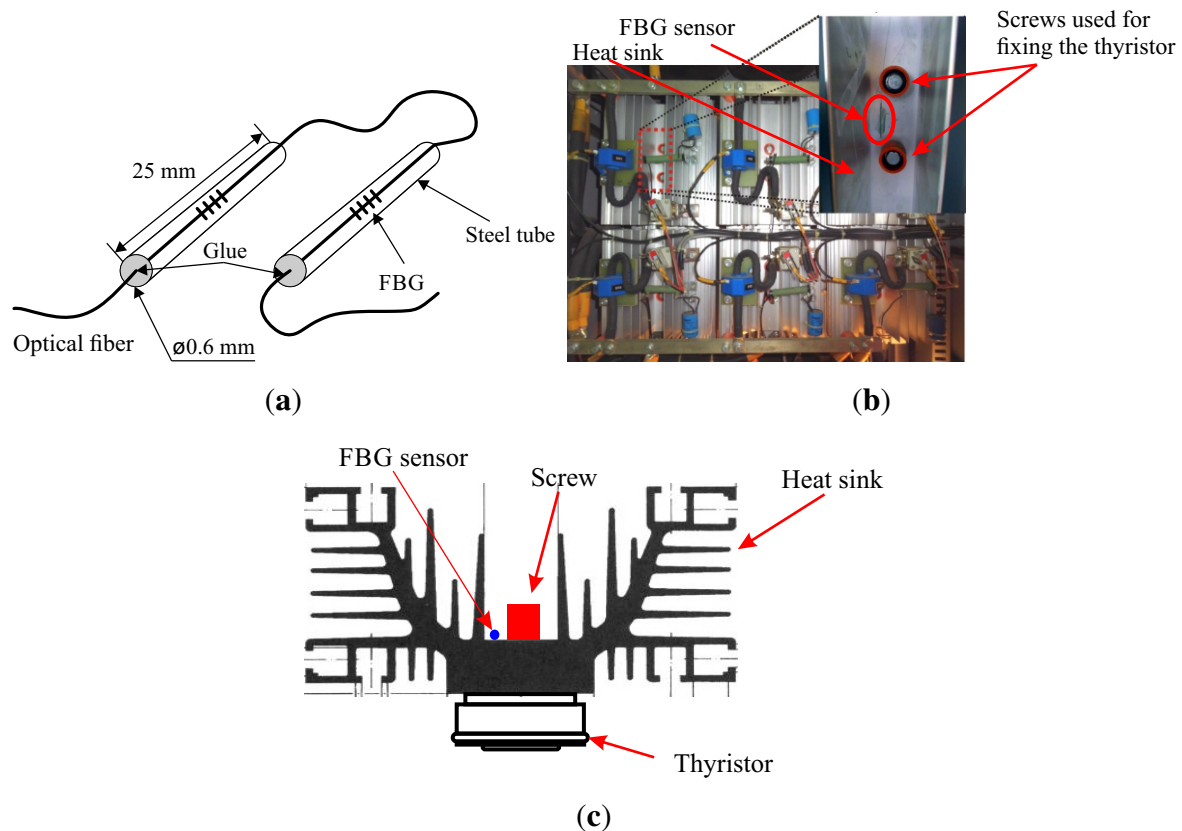 25 mm
Glue
Steel tube
FBG
Optical fiber
ø0.6 mm
(a)
FBG sensor
Heat sink
Screws used for
fixing the thyristor
(b)
FBG sensor
Screw
Heat sink
Thyristor
(c)